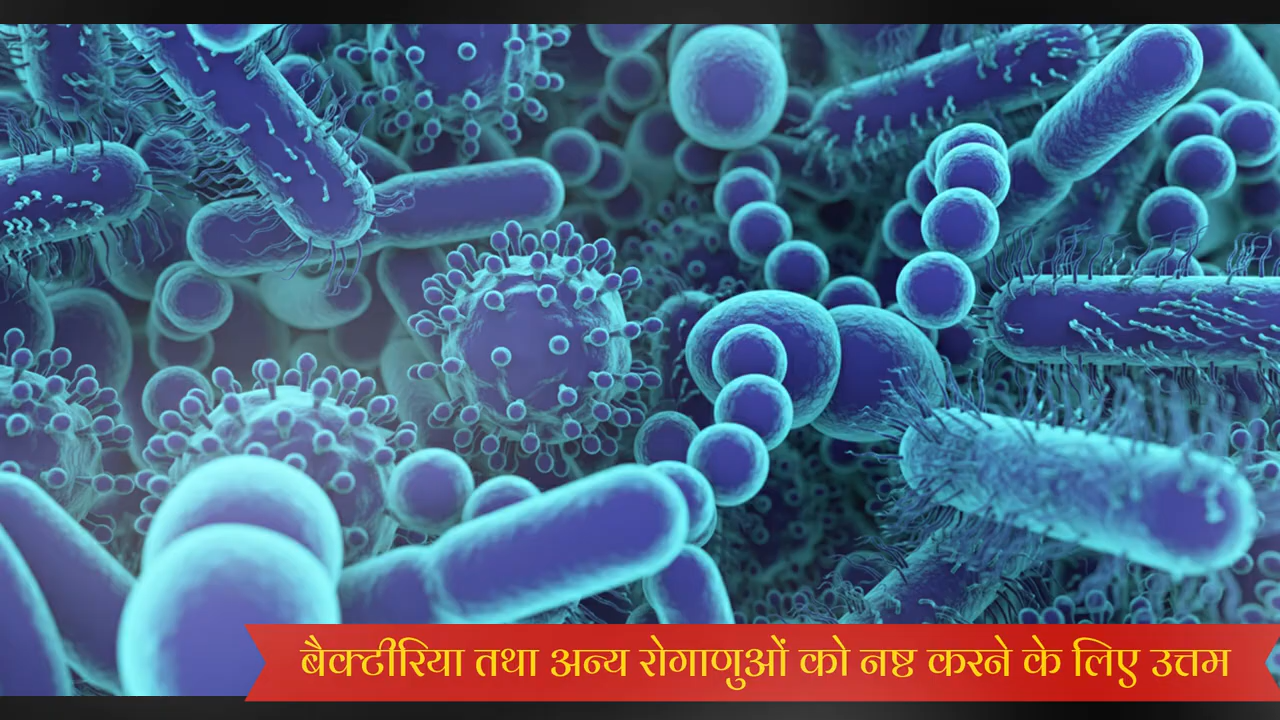 बैक्टीरिया तथा अन्य रोगाणुओं को नष्ट करने के लिए उत्तम